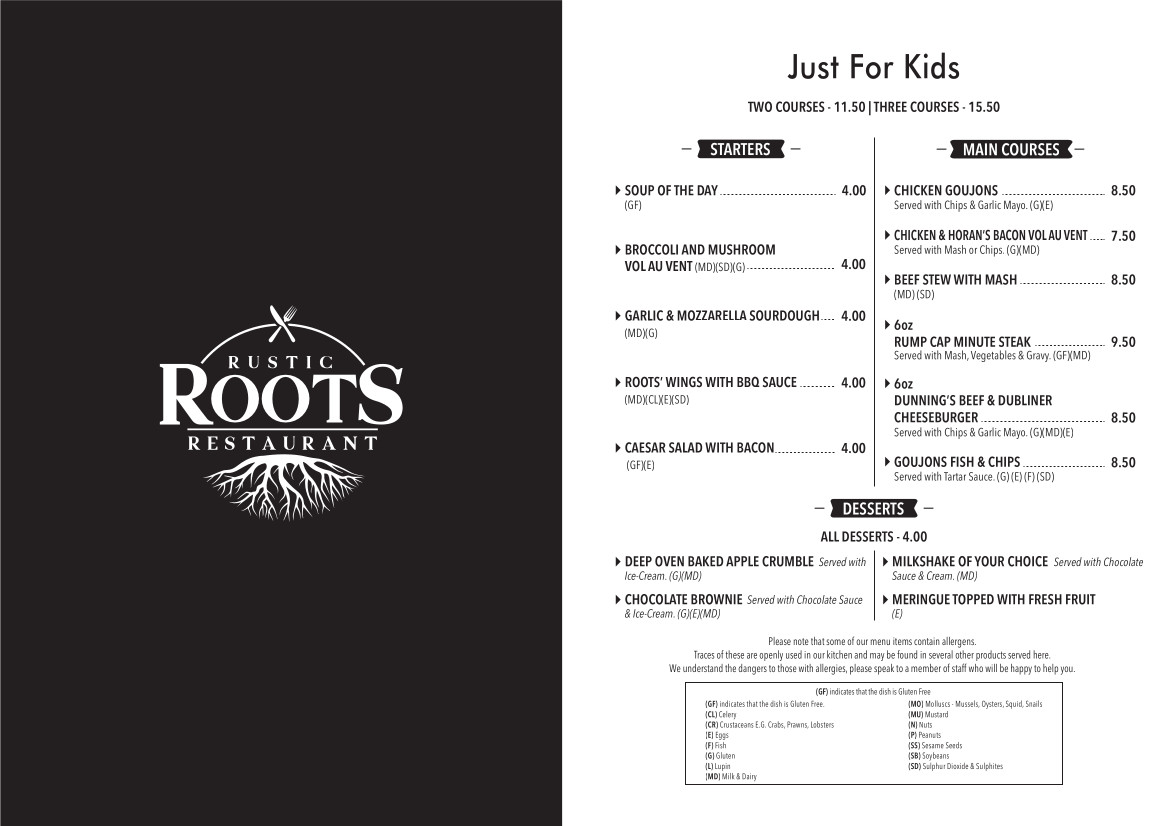 RUSTIC
ROOTS
RESTAURANT
Just For Kids
TWO COURSES - 11.50 | THREE COURSES - 15.50
STARTERS
SOUP OF THE DAY 4.00
(GF)
BROCCOLI AND MUSHROOM
VOL AU VENT (MD)(SD)(G) 4.00
GARLIC & MOZZARELLA SOURDOUGH 4.00
(MD)(G)
ROOTS' WINGS WITH BBQ SAUCE 4.00
(MD)(CL)(E)(SD)
CAESAR SALAD WITH BACON 4.00
(GF)(E)
MAIN COURSES
CHICKEN GOUJONS 8.50
Served with Chips & Garlic Mayo. (G)(E)
CHICKEN & HORAN'S BACON VOL AU VENT 7.50
Served with Mash or Chips. (G)(MD)
BEEF STEW WITH MASH 8.50
(MD) (SD)
6oz
RUMP CAP MINUTE STEAK 9.50
Served with Mash, Vegetables & Gravy. (GF)(MD)
6oz
DUNNING'S BEEF & DUBLINER
CHEESEBURGER 8.50
Served with Chips & Garlic Mayo. (G)(MD)(E)
GOUJONS FISH & CHIPS 8.50
Served with Tartar Sauce. (G) (E) (F) (SD)
DESSERTS
ALL DESSERTS - 4.00
DEEP OVEN BAKED APPLE CRUMBLE Served with
Ice-Cream. (G)(MD)
CHOCOLATE BROWNIE Served with Chocolate Sauce
& Ice-Cream. (G)(E)(MD)
MILKSHAKE OF YOUR CHOICE Served with Chocolate
Sauce & Cream. (MD)
MERINGUE TOPPED WITH FRESH FRUIT
(E)
Please note that some of our menu items contain allergens.
Traces of these are openly used in our kitchen and may be found in several other products served here.
We understand the dangers to those with allergies, please speak to a member of staff who will be happy to help you.
(GF) indicates that the dish is Gluten Free
(GF) indicates that the dish is Gluten Free.
(CL) Celery
(CR) Crustaceans E.G. Crabs, Prawns, Lobsters
(E) Eggs
(F) Fish
(G) Gluten
(L) Lupin
(MD) Milk & Dairy
(MO) Molluscs - Mussels, Oysters, Squid, Snails
(MU) Mustard
(N) Nuts
(P) Peanuts
(SS) Sesame Seeds
(SB) Soybeans
(SD) Sulphur Dioxide & Sulphites